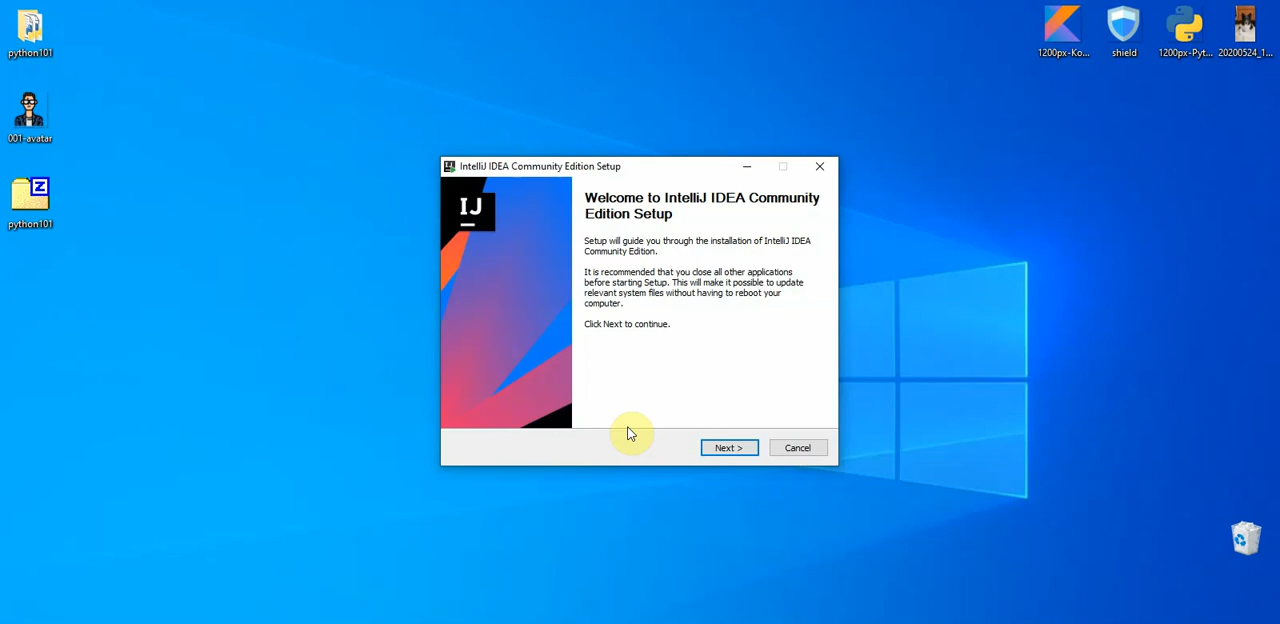 python101
001-avatar
python101
1200px-Ko...
shield
1200px-Pyt...
20200524_1...
IntelliJ IDEA Community Edition Setup
IJ
Welcome to IntelliJ IDEA Community
Edition Setup
Setup will guide you through the installation of IntelliJ IDEA
Community Edition.
It is recommended that you close all other applications
before starting Setup. This will make it possible to update
relevant system files without having to reboot your
computer.
Click Next to continue.
Next >
Cancel